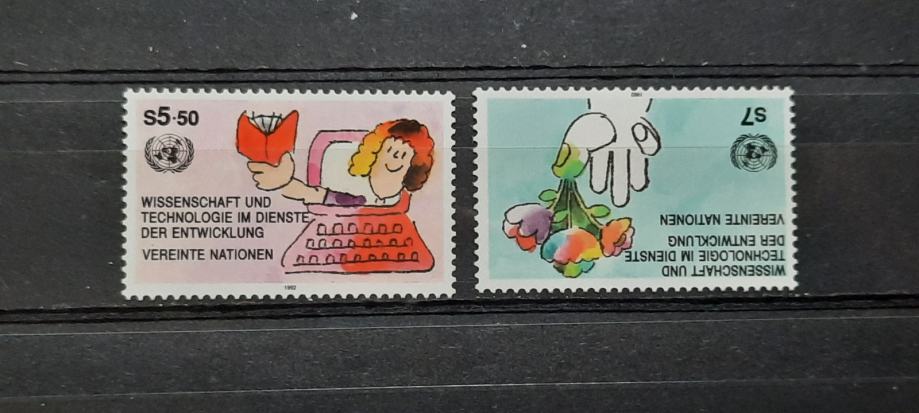 S5·50
WISSENSCHAFT UND
TECHNOLOGIE IM DIENSTE
DER ENTWICKLUNG
VEREINTE NATIONEN
1992
S7
WISSENSCHAFT UND
TECHNOLOGIE IM DIENSTE
DER ENTWICKLUNG
VEREINTE NATIONEN
1992